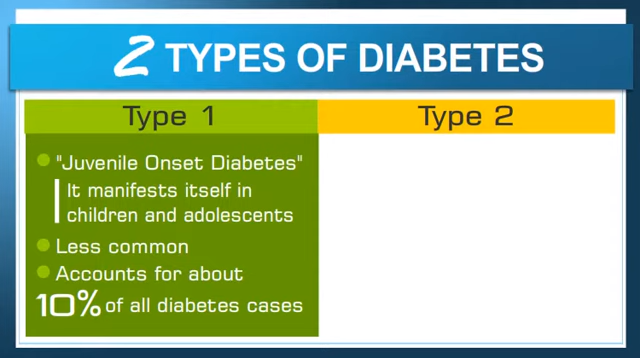 2 TYPES OF DIABETES
Type 1
Type 2
"Juvenile Onset Diabetes"
It manifests itself in
children and adolescents
Less common
Accounts for about
10% of all diabetes cases